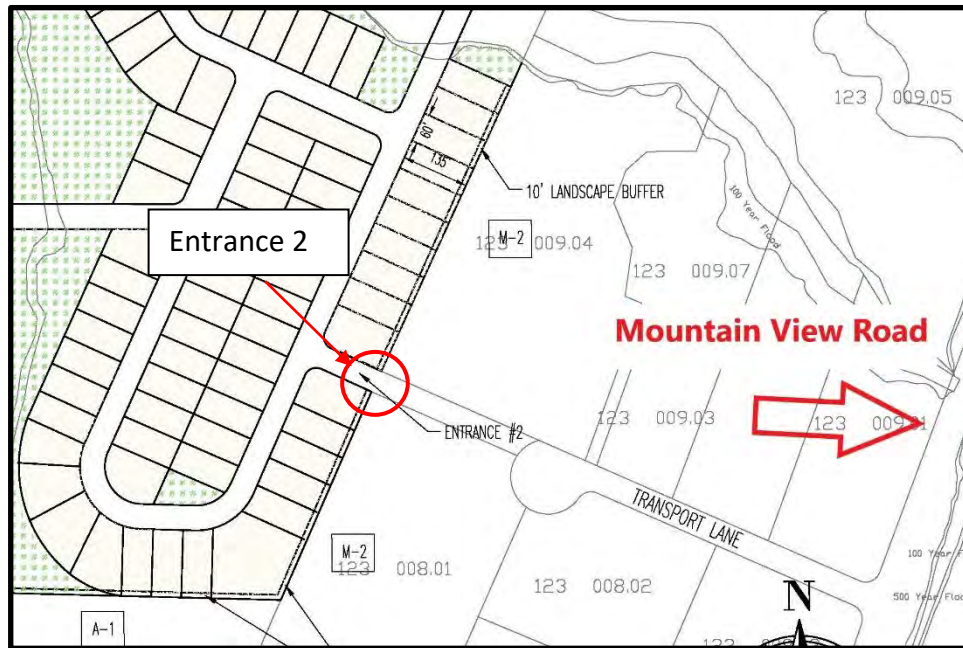 123 009.05
60'
135
10' LANDSCAPE BUFFER
100 Year Flood
Entrance 2
M-2
123 009.04
123 009.07
Mountain View Road
123 009.03
123 009.01
ENTRANCE #2
TRANSPORT LANE
M-2
123 008.01
123 008.02
100 Year
500 Year
N
A-1
123